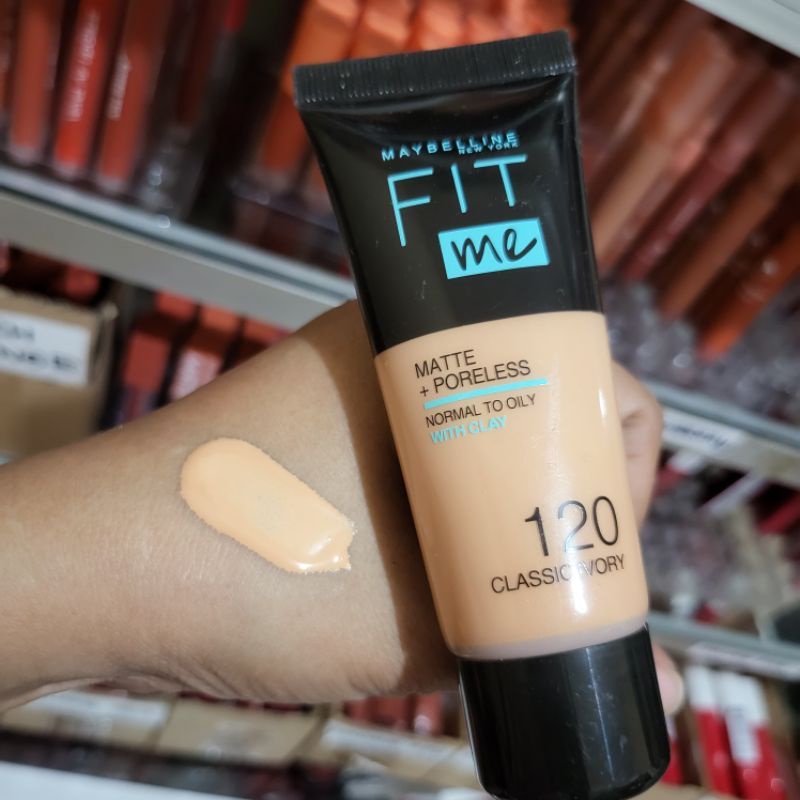 MAYBELLINE
NEW YORK
FIT
me
MATTE
+ PORELESS
NORMAL TO OILY
WITH CLAY
120
CLASSIC IVORY